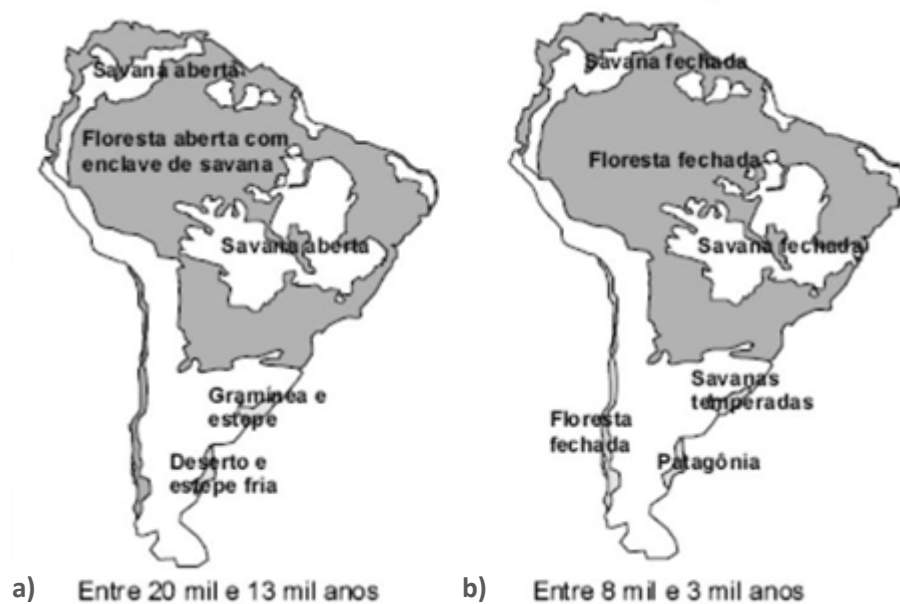 Savana aberta
Floresta aberta com
enclave de savana
Savana aberta
Gramínea e
estepe
Deserto e
estepe fria
a) Entre 20 mil e 13 mil anos
Savana fechada
Floresta fechada
Savana fechada
Savanas
temperadas
Floresta
fechada
Patagônia
b) Entre 8 mil e 3 mil anos